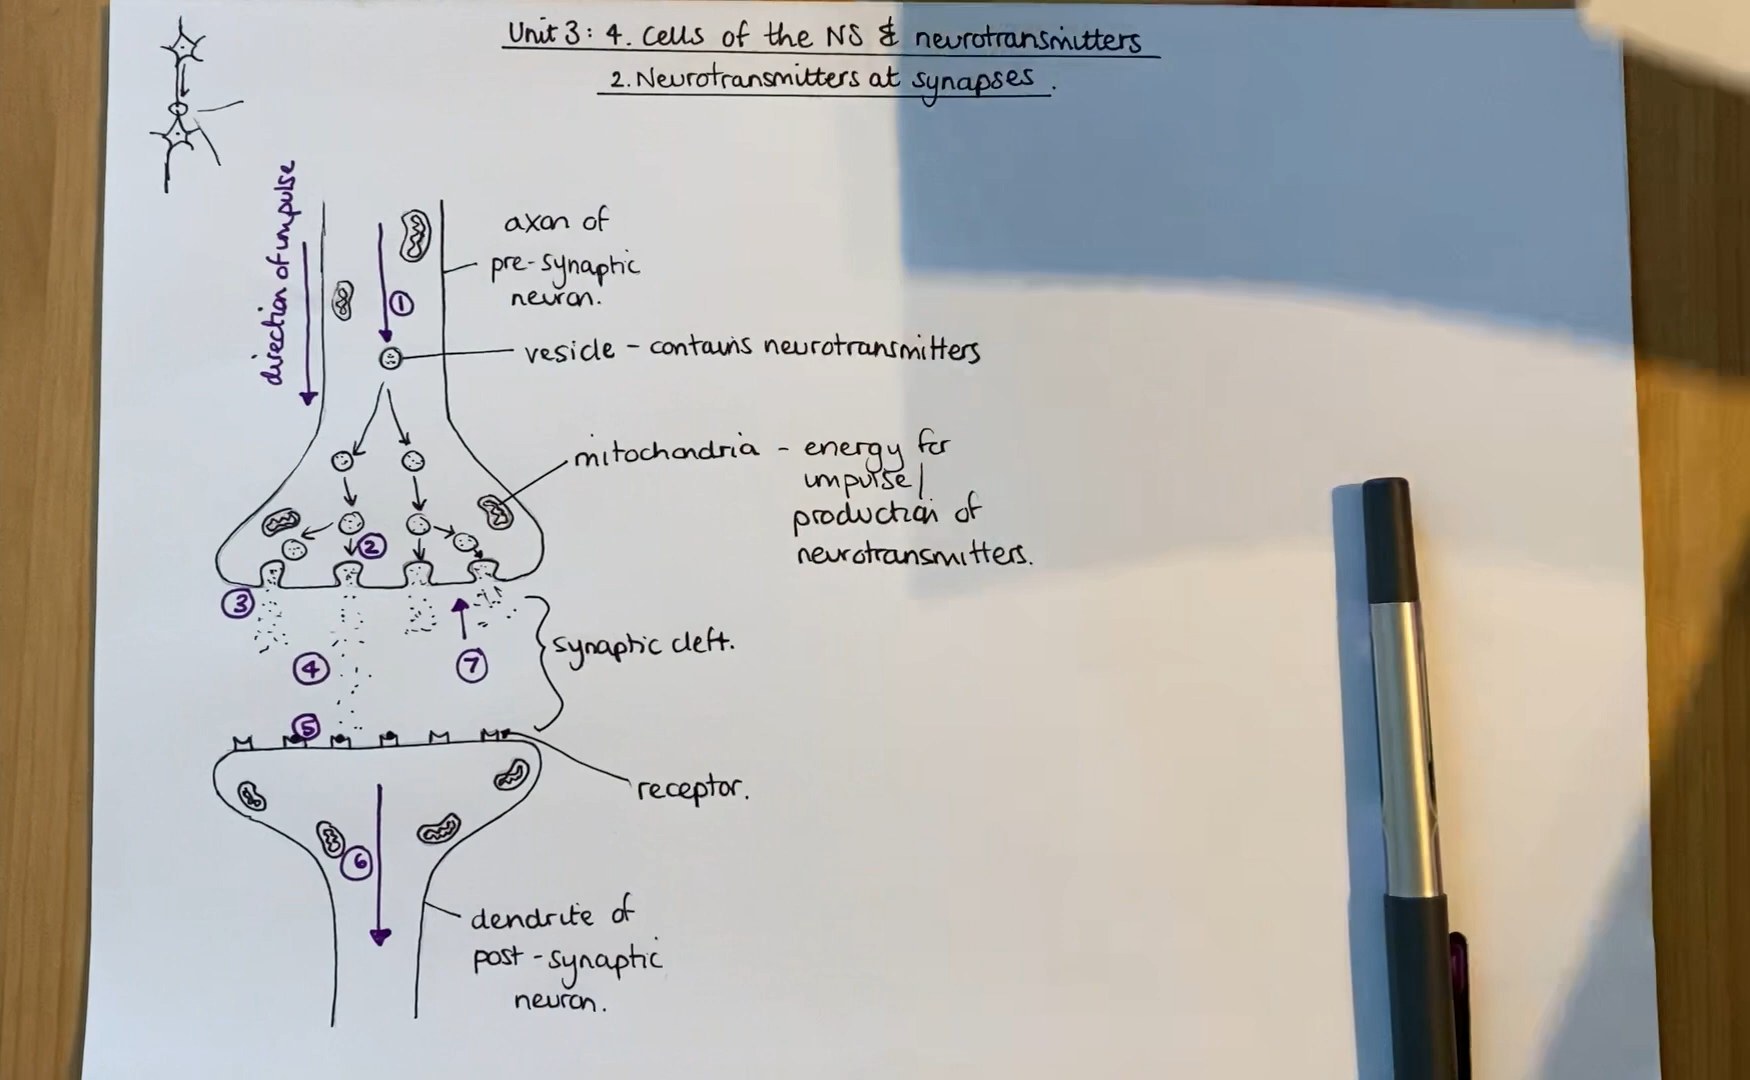 Unit 3: 4. Cells of the NS & neurotransmitters
2. Neurotransmitters at synapses.
direction of impulse
axon of
pre-synaptic
neuron.
1
vesicle - contains neurotransmitters
mitochondria - energy for
impulse/
production of
neurotransmitters.
2
3
4
7
synaptic cleft.
5
receptor.
6
dendrite of
post-synaptic
neuron.